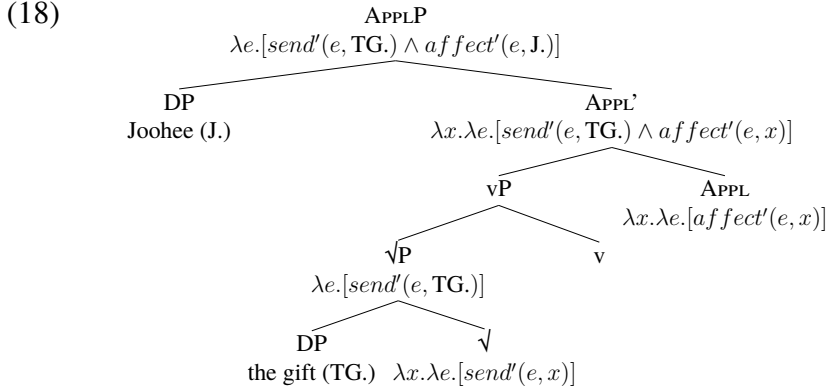 (18)
APPLP
λe.[send′(e, TG.) ∧ affect′(e, J.)]
DP APPL’
Joohee (J.) λx.λe.[send′(e, TG.) ∧ affect′(e, x)]
vP APPL
λx.λe.[affect′(e, x)]
√P v
λe.[send′(e, TG.)]
DP √
the gift (TG.) λx.λe.[send′(e, x)]